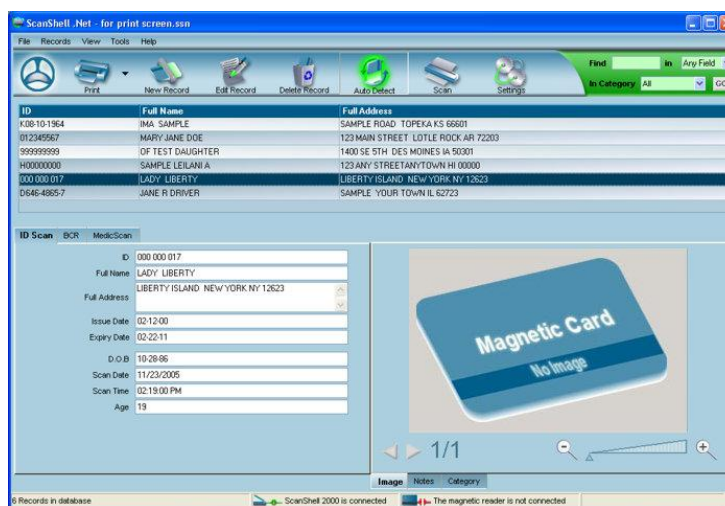 ScanShell .Net - for print screen.ssn
File Records View Tools Help
Print New Record Edit Record Delete Record Auto Detect Scan Settings
Find in Any Field
In Category All GO
ID Full Name Full Address
K08-10-1964 IMA SAMPLE SAMPLE ROAD TOPEKA KS 66601
012345567 MARY JANE DOE 123 MAIN STREET LOTLE ROCK AR 72203
999999999 OF TEST DAUGHTER 1400 SE 5TH DES MOINES IA 50301
H00000000 SAMPLE LEILANI A 123 ANY STREETANYTOWN HI 00000
000 000 017 LADY LIBERTY LIBERTY ISLAND NEW YORK NY 12623
D646-4865-7 JANE R DRIVER SAMPLE YOUR TOWN IL 62723
ID Scan BCR MedicScan
ID 000 000 017
Full Name LADY LIBERTY
Full Address LIBERTY ISLAND NEW YORK NY 12623
Issue Date 02-12-00
Expiry Date 02-22-11
D.O.B 10-28-86
Scan Date 11/23/2005
Scan Time 02:19:00 PM
Age 19
Magnetic Card
No Image
1/1
Image Notes Category
6 Records in database ScanShell 2000 is connected The magnetic reader is not connected